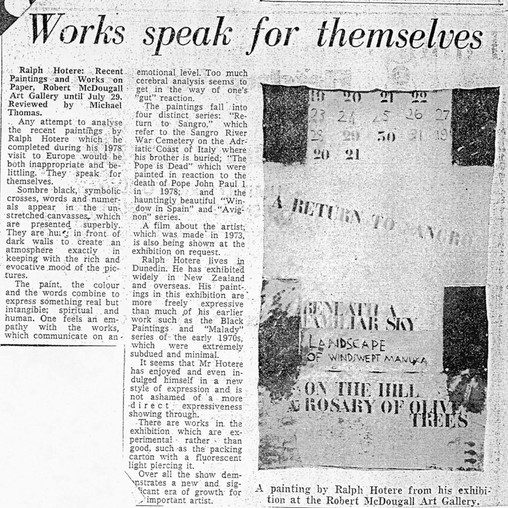 Works speak for themselves
Ralph Hotere: Recent
Paintings and Works on
Paper, Robert McDougall
Art Gallery until July 29.
Reviewed by Michael
Thomas.
Any attempt to analyse
the recent paintings by
Ralph Hotere which he
completed during his 1978
visit to Europe would be
both inappropriate and be-
littling. They speak for
themselves.
Sombre black, symbolic
crosses, words and numer-
als appear in the un-
stretched canvasses, which
are presented superbly.
They are hung in front of
dark walls to create an
atmosphere exactly in
keeping with the rich and
evocative mood of the pic-
tures.
The paint, the colour
and the words combine to
express something real but
intangible; spiritual and
human. One feels an em-
pathy with the works,
which communicate on an
emotional level. Too much
cerebral analysis seems to
get in the way of one's
"gut" reaction.
The paintings fall into
four distinct series: "Re-
turn to Sangro," which
refer to the Sangro River
War Cemetery on the Adr-
iatic Coast of Italy where
his brother is buried; "The
Pope is Dead" which were
painted in reaction to the
death of Pope John Paul I
in 1978; and the
hauntingly beautiful "Win-
dow in Spain" and "Avig-
non" series.
A film about the artist,
which was made in 1973,
is also being shown at the
exhibition on request.
Ralph Hotere lives in
Dunedin. He has exhibited
widely in New Zealand
and overseas. His paint-
ings in this exhibition are
more freely expressive
than much of his earlier
work such as the Black
Paintings and "Malady"
series of the early 1970s,
which were extremely
subdued and minimal.
It seems that Mr Hotere
has enjoyed and even in-
dulged himself in a new
style of expression and is
not ashamed of a more
direct expressiveness
showing through.
There are works in the
exhibition which are ex-
perimental rather than
good, such as the packing
carton with a fluorescent
light piercing it.
Over all the show dem-
onstrates a new and sig-
nificant era of growth for
important artist.
19 20 21 22
24 25 26 27
29 30 31
20 21
A RETURN TO
BENEATH A
FAMILIAR SKY
LANDSCAPE
OF WINDSWEPT MANUKA
ON THE HILL
ROSARY OF OLIVE
TREES
A painting by Ralph Hotere from his exhibi-
tion at the Robert McDougall Art Gallery.